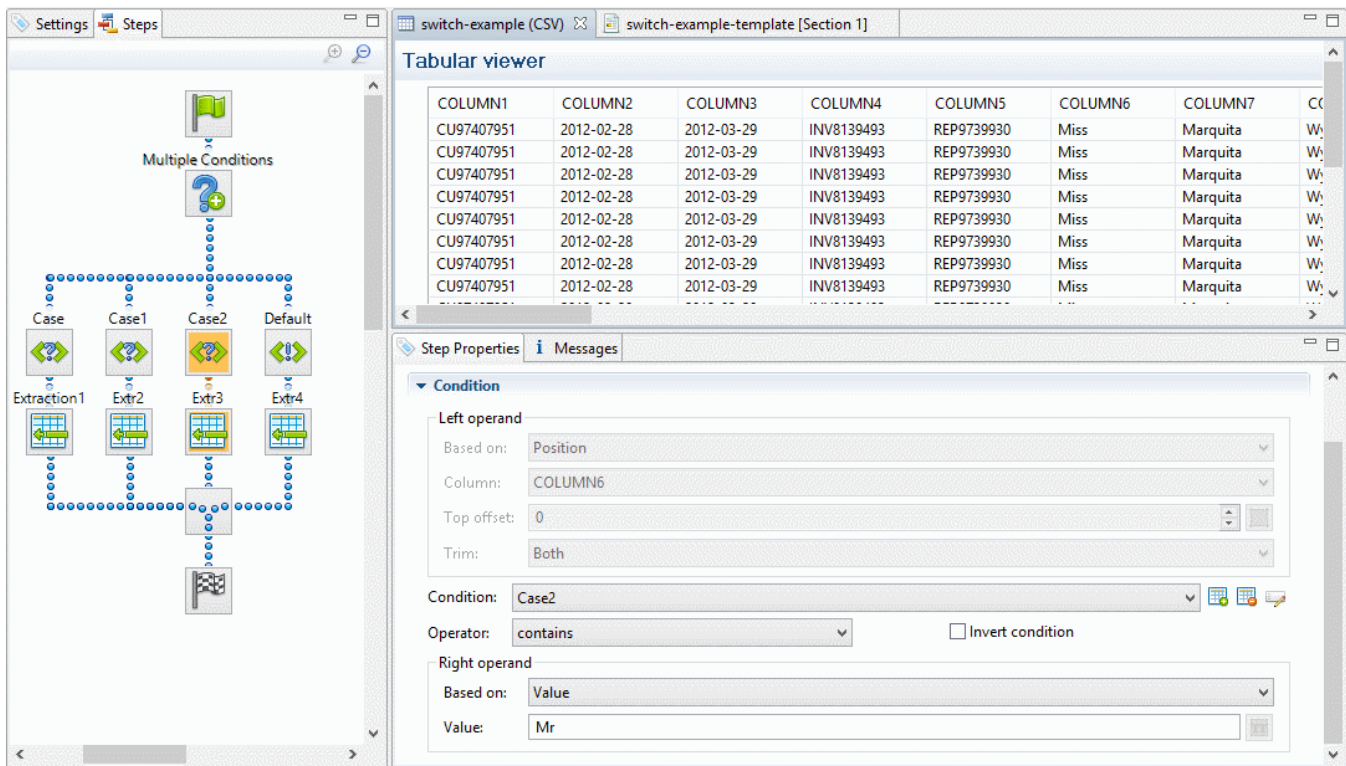 Settings Steps
Multiple Conditions
Case Case1 Case2 Default
Extraction1 Extr2 Extr3 Extr4
switch-example (CSV) switch-example-template [Section 1]
Tabular viewer
COLUMN1 COLUMN2 COLUMN3 COLUMN4 COLUMN5 COLUMN6 COLUMN7
CU97407951 2012-02-28 2012-03-29 INV8139493 REP9739930 Miss Marquita
CU97407951 2012-02-28 2012-03-29 INV8139493 REP9739930 Miss Marquita
CU97407951 2012-02-28 2012-03-29 INV8139493 REP9739930 Miss Marquita
CU97407951 2012-02-28 2012-03-29 INV8139493 REP9739930 Miss Marquita
CU97407951 2012-02-28 2012-03-29 INV8139493 REP9739930 Miss Marquita
CU97407951 2012-02-28 2012-03-29 INV8139493 REP9739930 Miss Marquita
CU97407951 2012-02-28 2012-03-29 INV8139493 REP9739930 Miss Marquita
CU97407951 2012-02-28 2012-03-29 INV8139493 REP9739930 Miss Marquita
Step Properties Messages
Condition
Left operand
Based on: Position
Column: COLUMN6
Top offset: 0
Trim: Both
Condition: Case2
Operator: contains Invert condition
Right operand
Based on: Value
Value: Mr